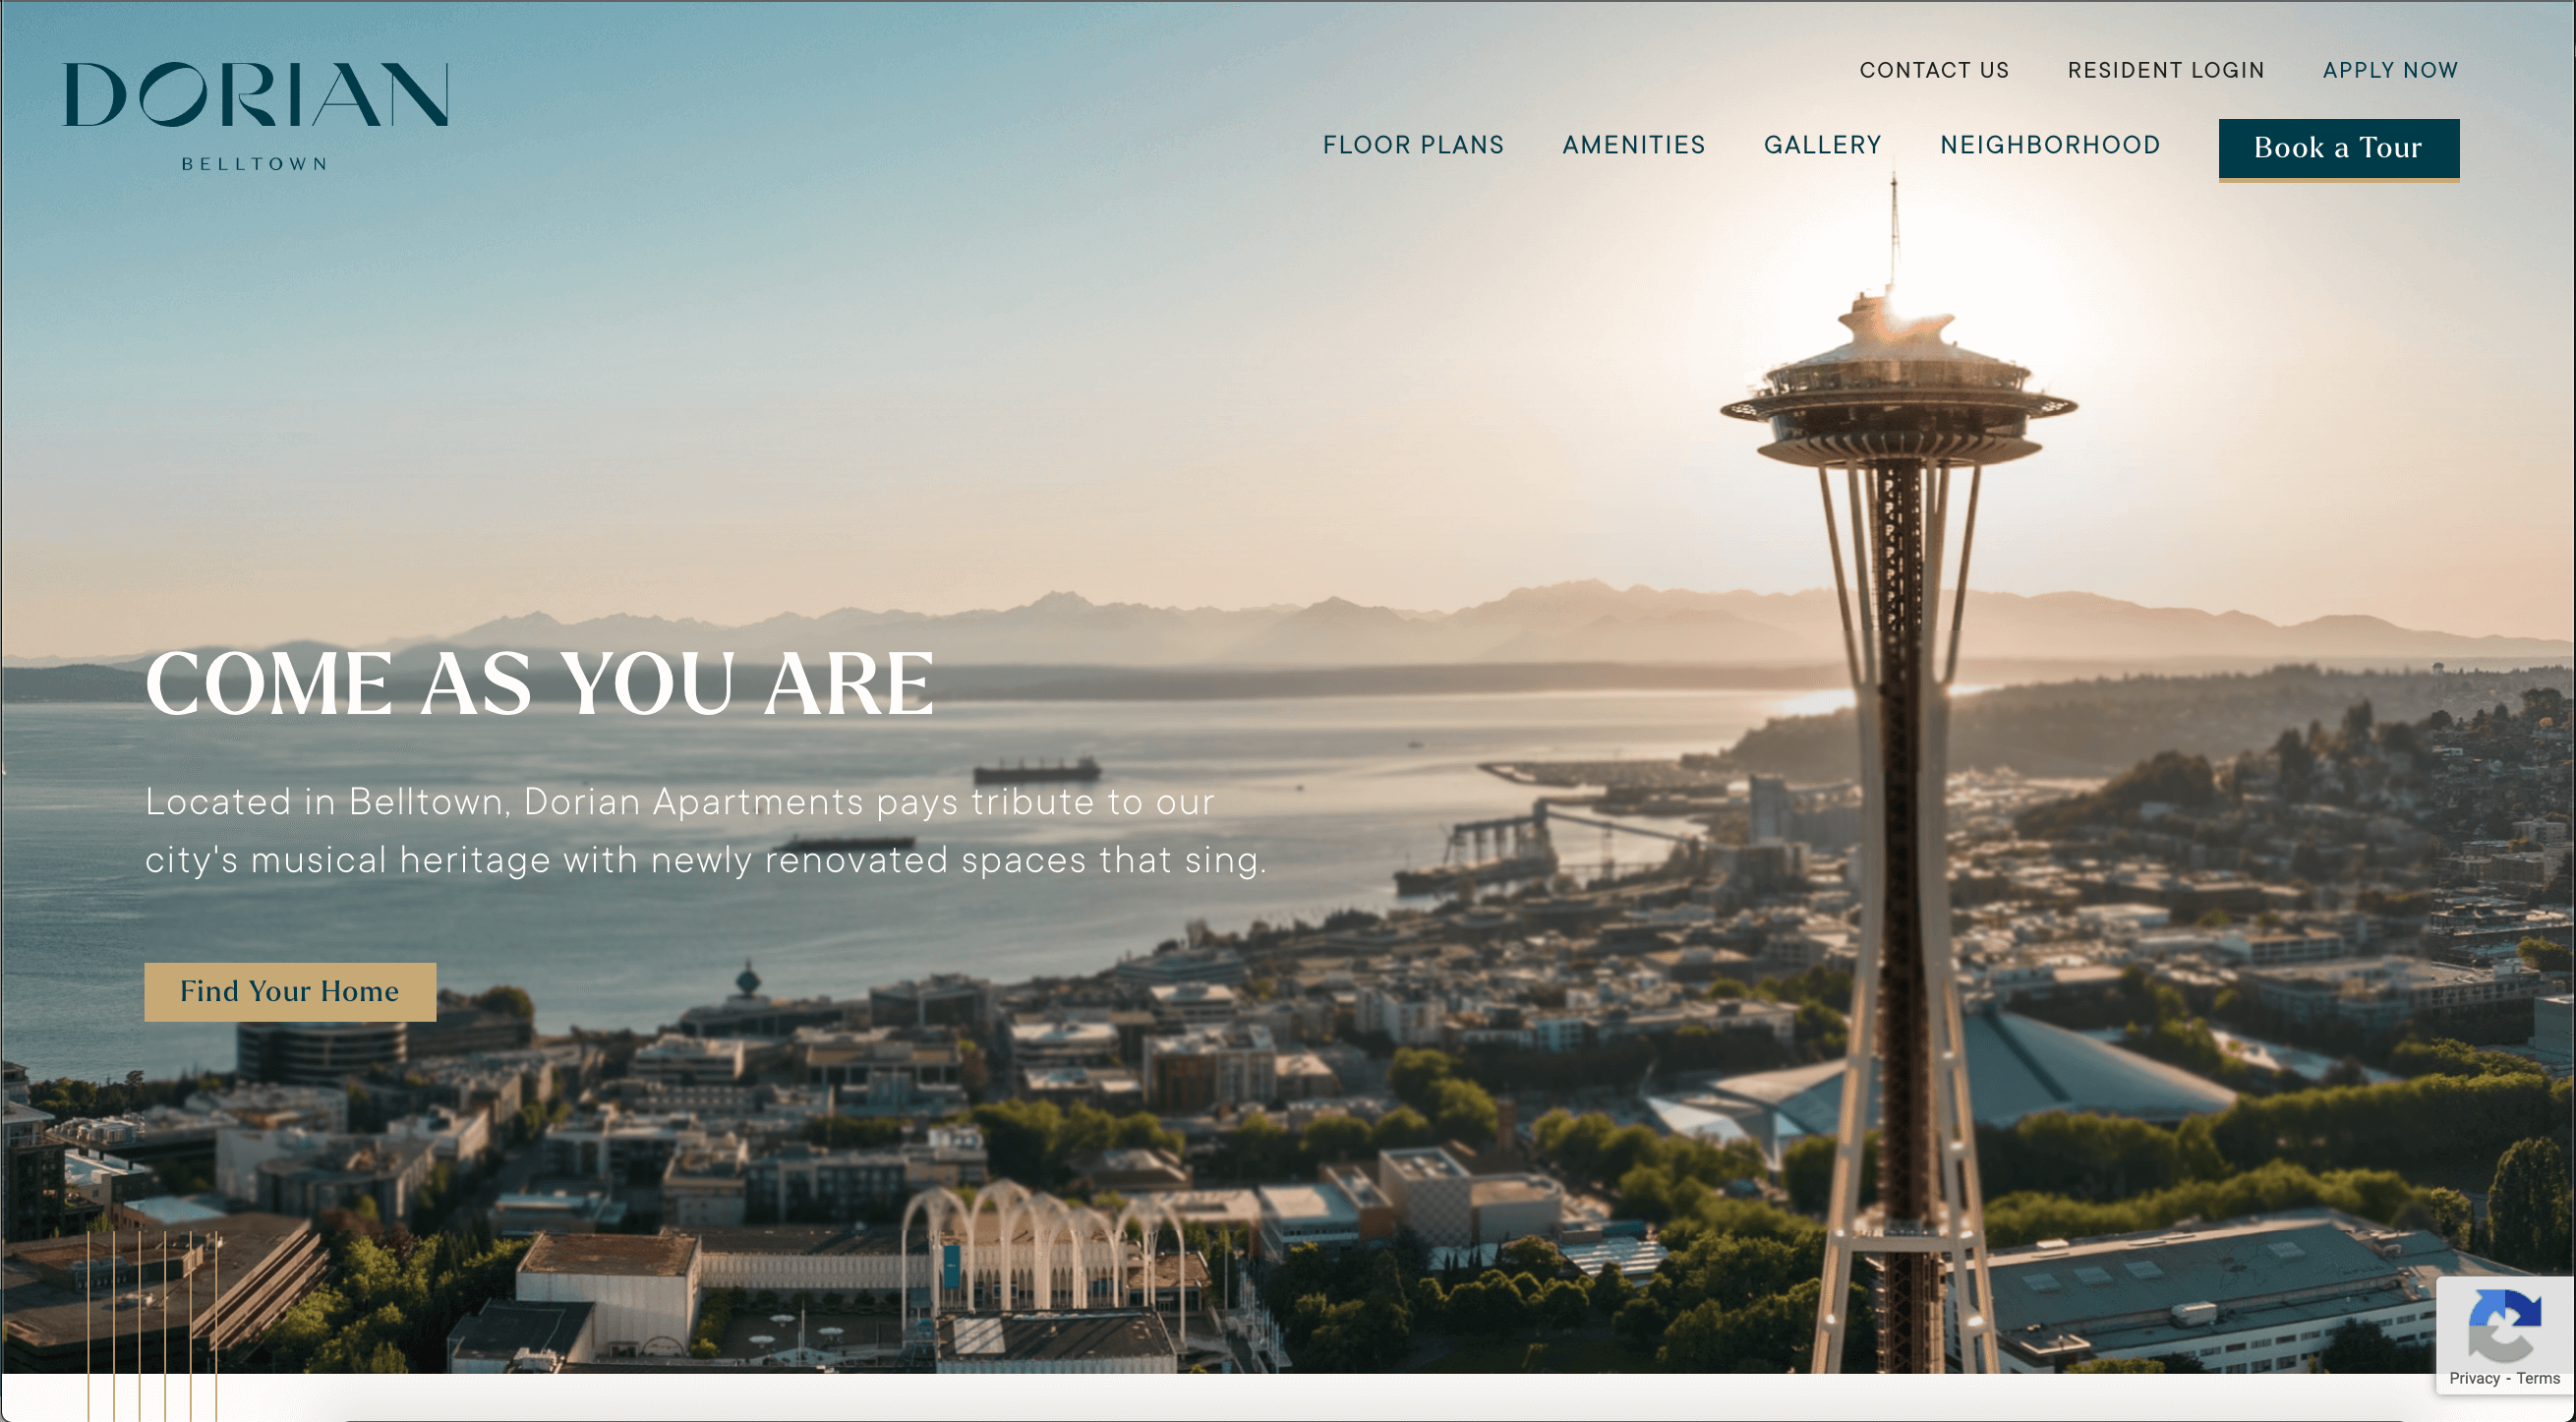 DORIAN
BELLTOWN
CONTACT US
RESIDENT LOGIN
APPLY NOW
FLOOR PLANS
AMENITIES
GALLERY
NEIGHBORHOOD
Book a Tour
COME AS YOU ARE
Located in Belltown, Dorian Apartments pays tribute to our
city's musical heritage with newly renovated spaces that sing.
Find Your Home
Privacy - Terms